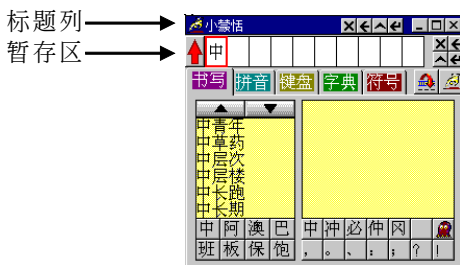 标题列
小蒙恬
暂存区
中
书写 拼音 键盘 字典 符号
中青年
中草药
中层次
中层楼
中长跑
中长期
中 阿 澳 巴 中 冲 必 仲 冈
班 板 保 饱 , 。 、 : ; ? !